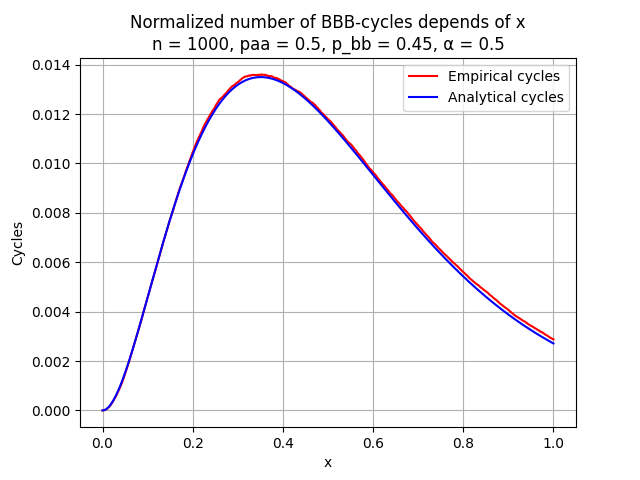 Normalized number of BBB-cycles depends of x
n = 1000, paa = 0.5, p_bb = 0.45, α = 0.5
Empirical cycles
Analytical cycles
0.014
0.012
0.010
0.008
0.006
0.004
0.002
0.000
Cycles
0.0 0.2 0.4 0.6 0.8 1.0
x